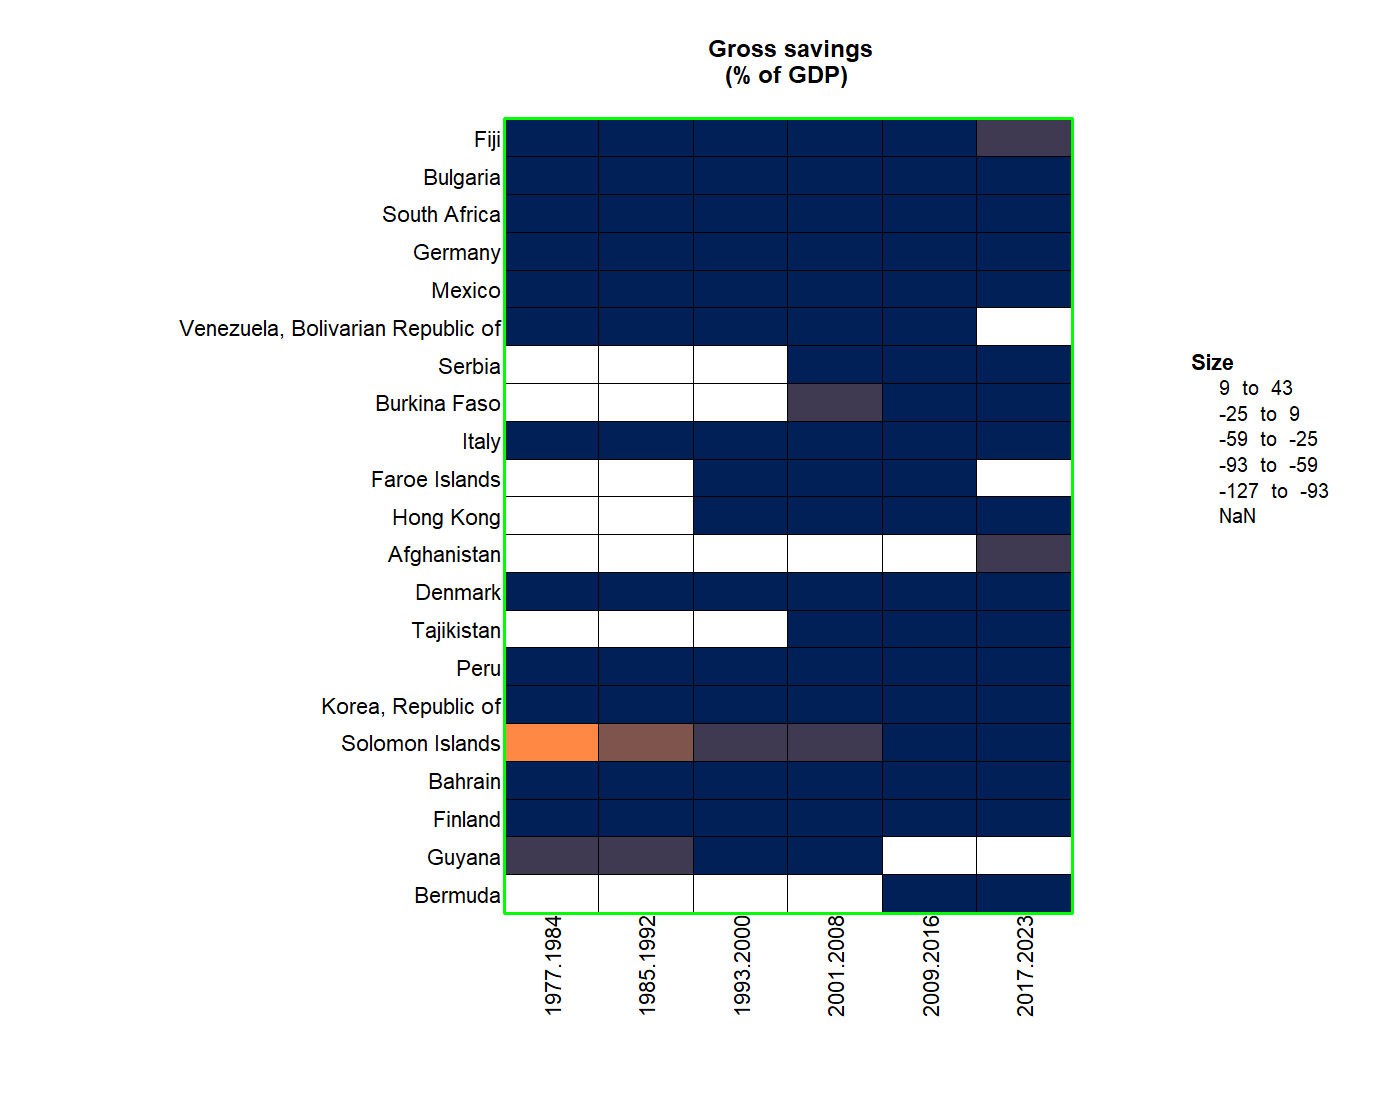 Gross savings
(% of GDP)
Fiji
Bulgaria
South Africa
Germany
Mexico
Venezuela, Bolivarian Republic of
Serbia
Burkina Faso
Italy
Faroe Islands
Hong Kong
Afghanistan
Denmark
Tajikistan
Peru
Korea, Republic of
Solomon Islands
Bahrain
Finland
Guyana
Bermuda
1977.1984
1985.1992
1993.2000
2001.2008
2009.2016
2017.2023
Size
9 to 43
-25 to 9
-59 to -25
-93 to -59
-127 to -93
NaN